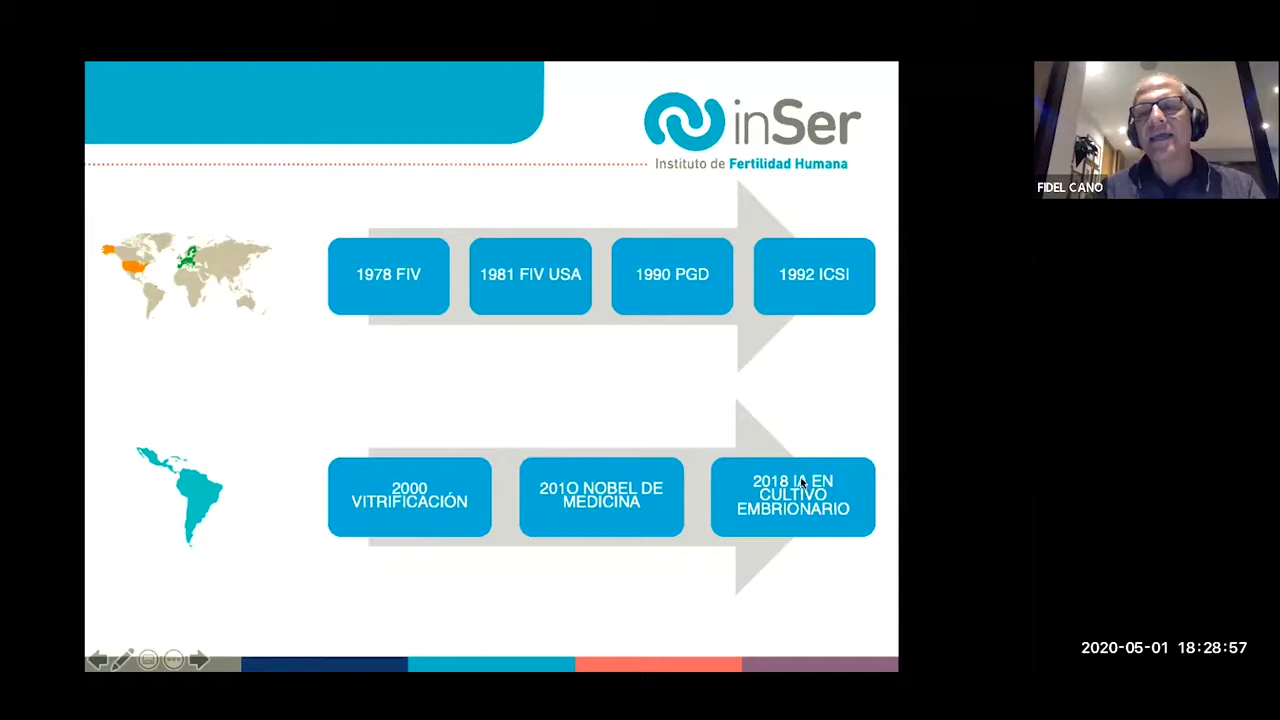 inSer
Instituto de Fertilidad Humana
FIDEL CANO
1978 FIV
1981 FIV USA
1990 PGD
1992 ICSI
2000
VITRIFICACIÓN
201O NOBEL DE
MEDICINA
2018 IA EN
CULTIVO
EMBRIONARIO
2020-05-01 18:28:57